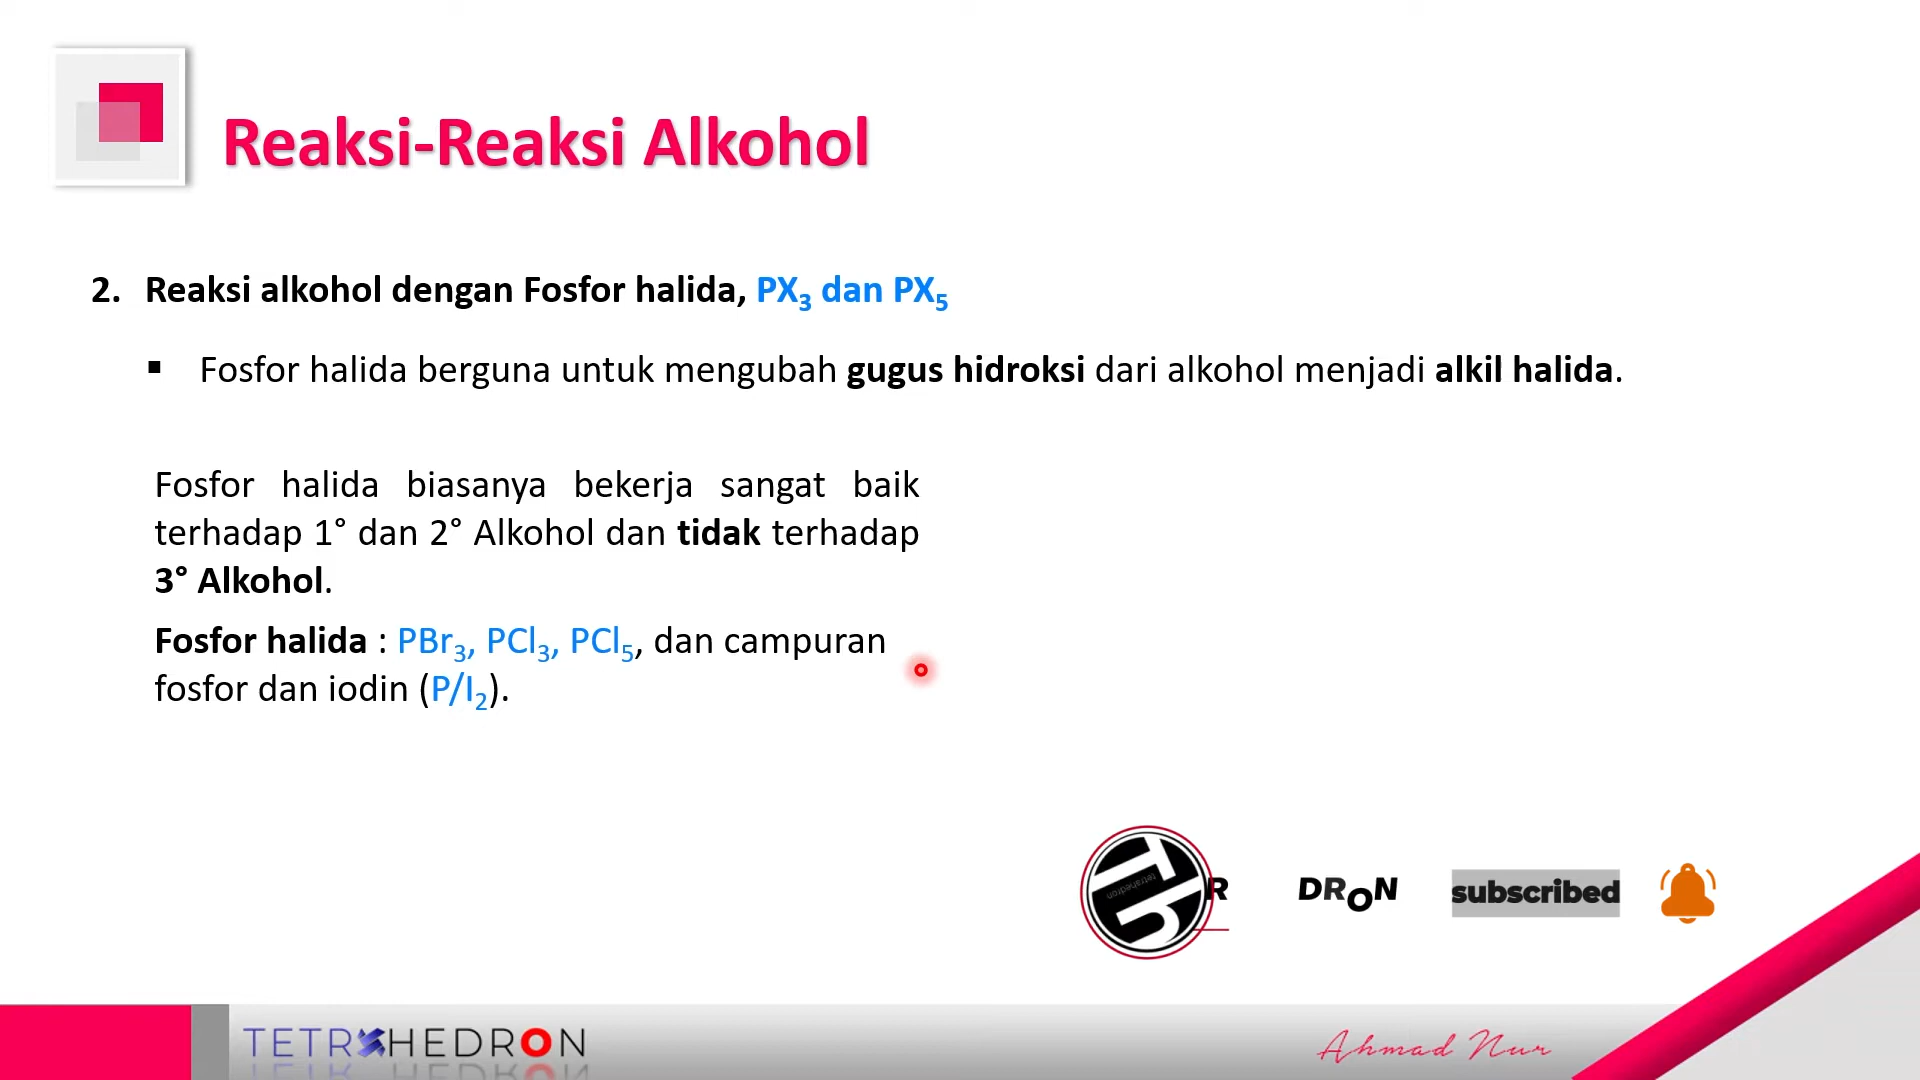 Reaksi-Reaksi Alkohol
2. Reaksi alkohol dengan Fosfor halida, PX3 dan PX5
▪ Fosfor halida berguna untuk mengubah gugus hidroksi dari alkohol menjadi alkil halida.
Fosfor halida biasanya bekerja sangat baik
terhadap 1° dan 2° Alkohol dan tidak terhadap
3° Alkohol.
Fosfor halida : PBr3, PCl3, PCl5, dan campuran
fosfor dan iodin (P/I2).
tetrahedron
R DRON subscribed
TETRAHEDRON
Ahmad Nur